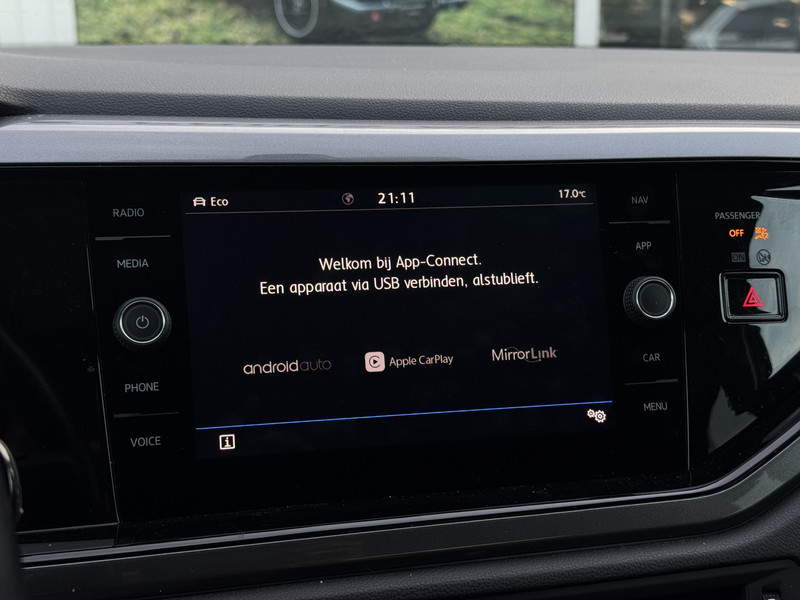 RADIO
MEDIA
PHONE
VOICE
Eco
21:11
17.0°C
Welkom bij App-Connect.
Een apparaat via USB verbinden, alstublieft.
androidauto
Apple CarPlay
MirrorLink
i
NAV
APP
CAR
MENU
PASSENGER
OFF